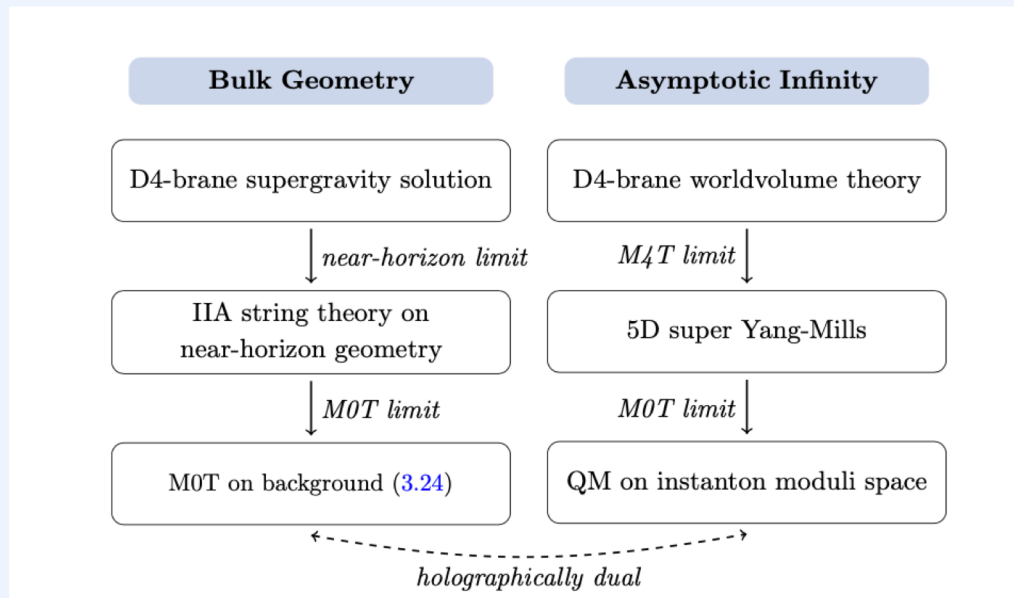 Bulk Geometry
Asymptotic Infinity
D4-brane supergravity solution
D4-brane worldvolume theory
near-horizon limit
M4T limit
IIA string theory on
near-horizon geometry
5D super Yang-Mills
M0T limit
M0T limit
M0T on background (3.24)
QM on instanton moduli space
holographically dual